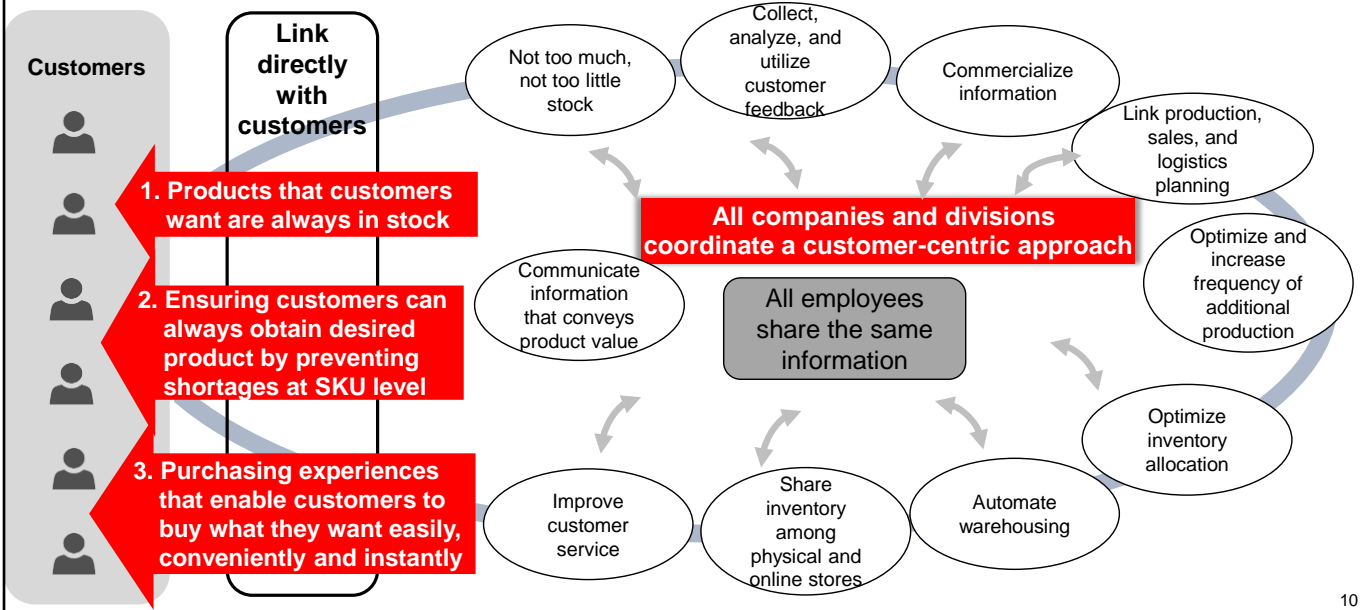 Customers
Link
directly
with
customers
1. Products that customers
want are always in stock
2. Ensuring customers can
always obtain desired
product by preventing
shortages at SKU level
3. Purchasing experiences
that enable customers to
buy what they want easily,
conveniently and instantly
Not too much,
not too little
stock
Collect,
analyze, and
utilize
customer
feedback
Commercialize
information
Link production,
sales, and
logistics
planning
All companies and divisions
coordinate a customer-centric approach
Optimize and
increase
frequency of
additional
production
Communicate
information
that conveys
product value
All employees
share the same
information
Optimize
inventory
allocation
Improve
customer
service
Share
inventory
among
physical and
online stores
Automate
warehousing
10